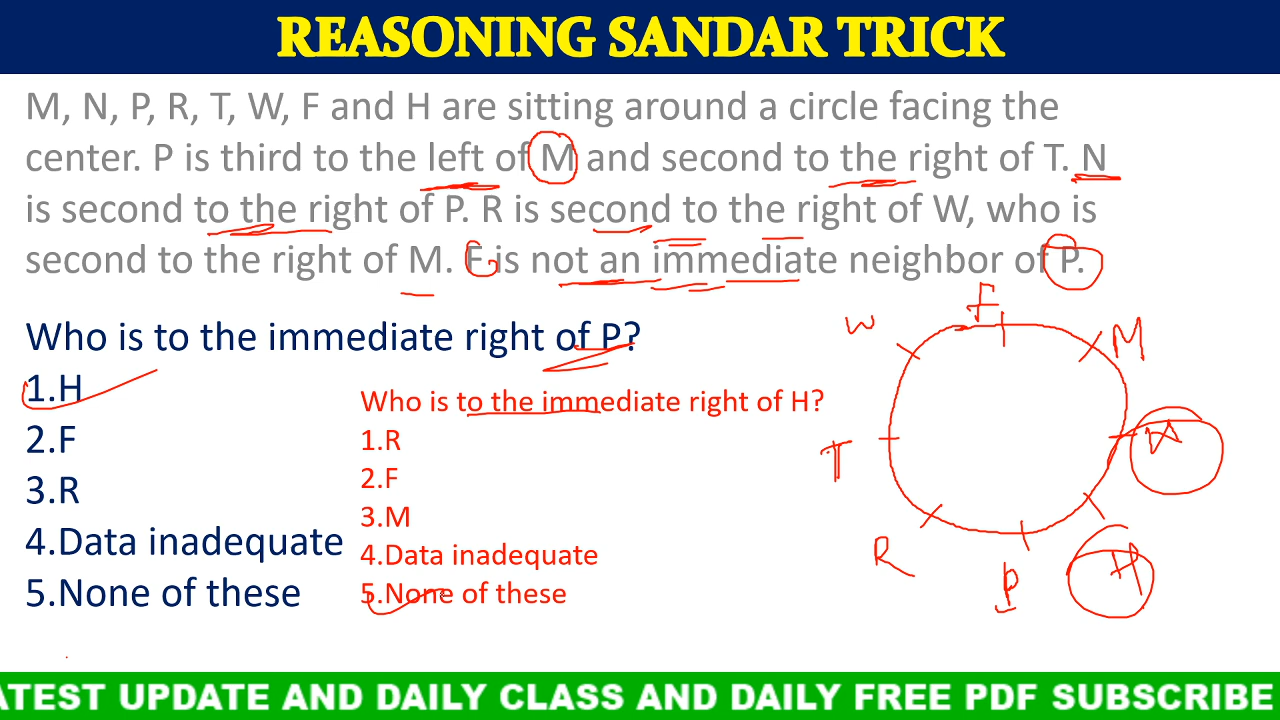 REASONING SANDAR TRICK
M, N, P, R, T, W, F and H are sitting around a circle facing the
center. P is third to the left of M and second to the right of T. N
is second to the right of P. R is second to the right of W, who is
second to the right of M. F is not an immediate neighbor of P.
Who is to the immediate right of P?
1.H
2.F
3.R
4.Data inadequate
5.None of these
Who is to the immediate right of H?
1.R
2.F
3.M
4.Data inadequate
5.None of these
F
W
M
T
N
R
P
H
ATEST UPDATE AND DAILY CLASS AND DAILY FREE PDF SUBSCRIBE